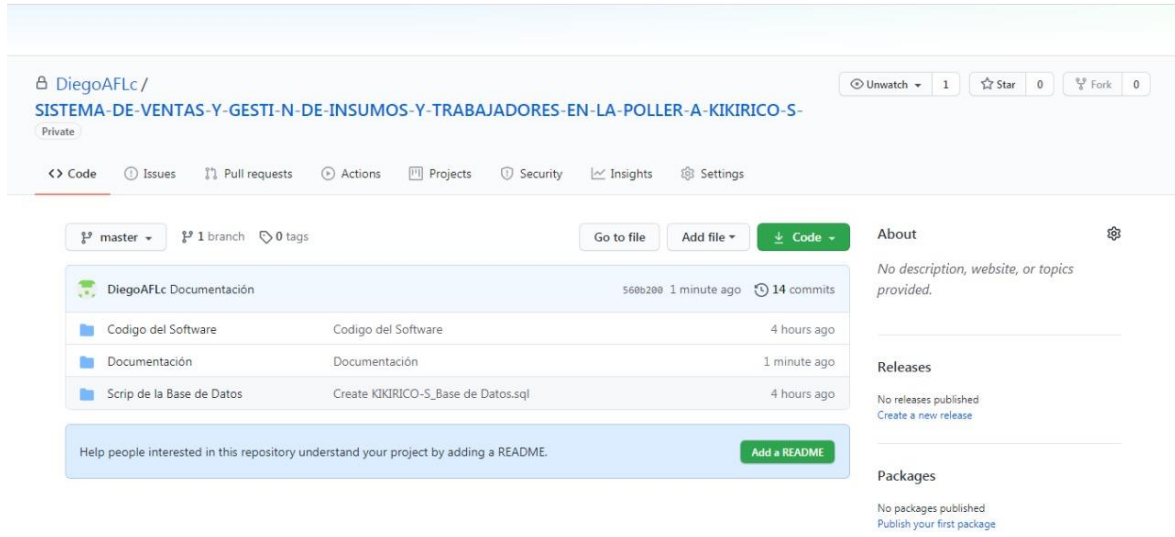 DiegoAFLc /
Unwatch 1 Star 0 Fork 0
SISTEMA-DE-VENTAS-Y-GESTI-N-DE-INSUMOS-Y-TRABAJADORES-EN-LA-POLLER-A-KIKIRICO-S-
Private
<> Code Issues Pull requests Actions Projects Security Insights Settings
master 1 branch 0 tags Go to file Add file Code
DiegoAFLc Documentación 560b200 1 minute ago 14 commits
Codigo del Software Codigo del Software 4 hours ago
Documentación Documentación 1 minute ago
Scrip de la Base de Datos Create KIKIRICO-S_Base de Datos.sql 4 hours ago
Help people interested in this repository understand your project by adding a README. Add a README
About
No description, website, or topics
provided.
Releases
No releases published
Create a new release
Packages
No packages published
Publish your first package